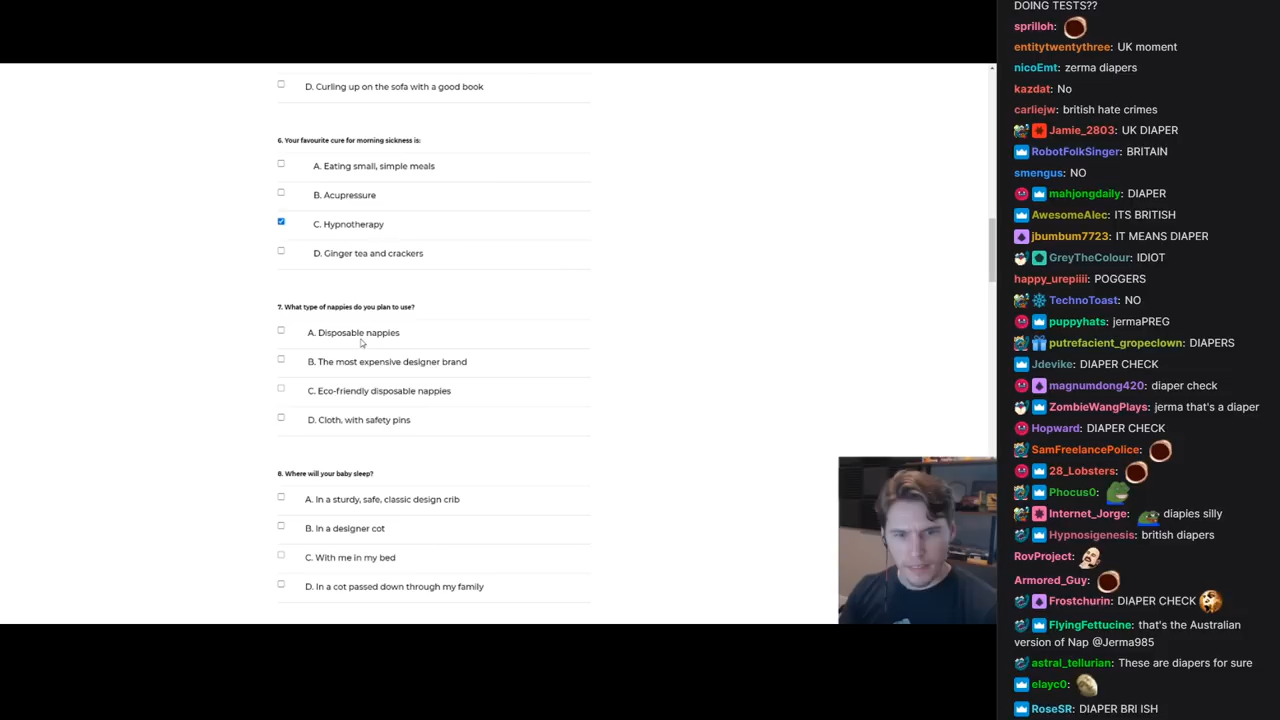 D. Curling up on the sofa with a good book
6. Your favourite cure for morning sickness is:
A. Eating small, simple meals
B. Acupressure
C. Hypnotherapy
D. Ginger tea and crackers
7. What type of nappies do you plan to use?
A. Disposable nappies
B. The most expensive designer brand
C. Eco-friendly disposable nappies
D. Cloth, with safety pins
8. Where will your baby sleep?
A. In a sturdy, safe, classic design crib
B. In a designer cot
C. With me in my bed
D. In a cot passed down through my family
DOING TESTS??
sprilloh:
entitytwentythree: UK moment
nicoEmt: zerma diapers
kazdat: No
carliejw: british hate crimes
Jamie_2803: UK DIAPER
RobotFolkSinger: BRITAIN
smengus: NO
mahjongdaily: DIAPER
AwesomeAlec: ITS BRITISH
jbumbum7723: IT MEANS DIAPER
GreyTheColour: IDIOT
happy_urepiiii: POGGERS
TechnoToast: NO
puppyhats: jermaPREG
putrefacient_gropeclown: DIAPERS
Jdevike: DIAPER CHECK
magnumdong420: diaper check
ZombieWangPlays: jerma that's a diaper
Hopward: DIAPER CHECK
SamFreelancePolice:
28_Lobsters:
Phocus0:
Internet_Jorge: diapies silly
Hypnosigenesis: british diapers
RovProject:
Armored_Guy:
Frostchurin: DIAPER CHECK
FlyingFettucine: that's the Australian
version of Nap @Jerma985
astral_tellurian: These are diapers for sure
elayc0:
RoseSR: DIAPER BRI ISH